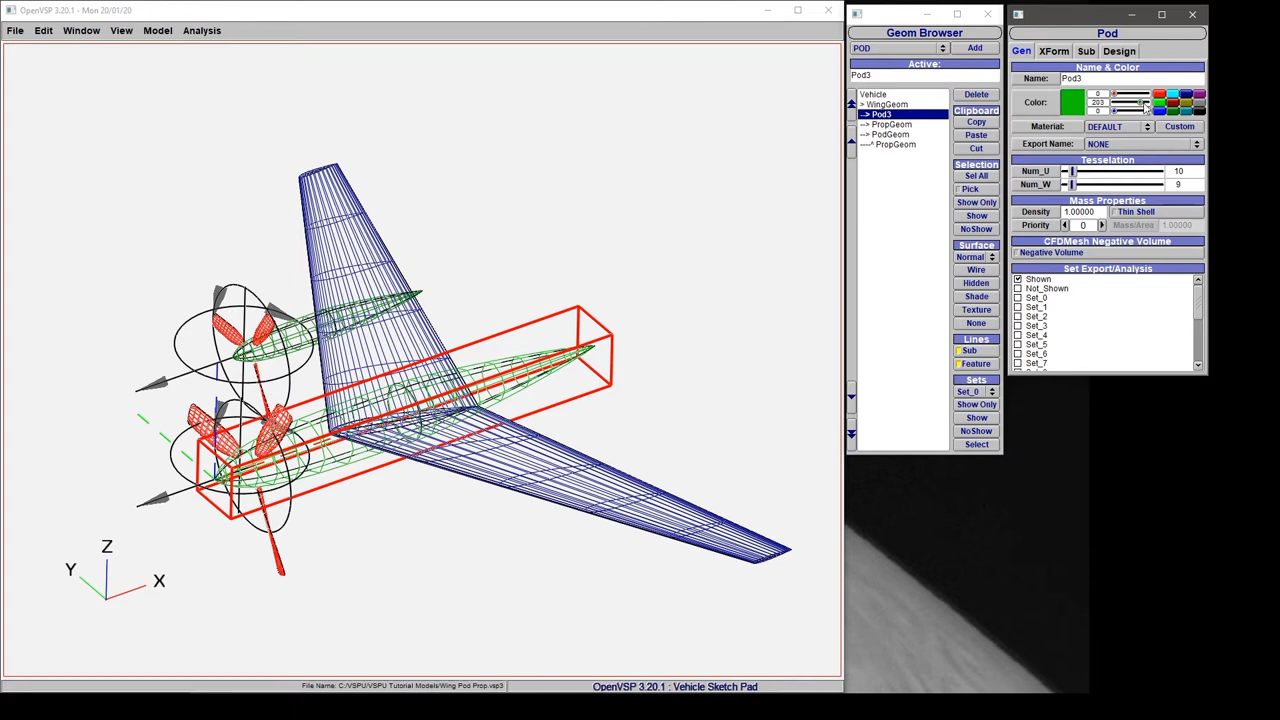 OpenVSP 3.20.1 - Mon 20/01/20
File Edit Window View Model Analysis
Z
Y
X
File Name: C:/VSPU/VSPU Tutorial Models/Wing Pod Prop.vsp3
OpenVSP 3.20.1 : Vehicle Sketch Pad
Geom Browser
POD Add
Active:
Pod3
Vehicle
> WingGeom
--> Pod3
--> PropGeom
--> PodGeom
----^ PropGeom
Delete
Clipboard
Copy
Paste
Cut
Selection
Sel All
Pick
Show Only
Show
NoShow
Surface
Normal
Wire
Hidden
Shade
Texture
None
Lines
Sub
Feature
Sets
Set_0
Show Only
Show
NoShow
Select
Pod
Gen XForm Sub Design
Name & Color
Name: Pod3
Color: 0
203
0
Material: DEFAULT Custom
Export Name: NONE
Tesselation
Num_U 10
Num_W 9
Mass Properties
Density 1.00000 Thin Shell
Priority 0 Mass/Area 1.00000
CFDMesh Negative Volume
Negative Volume
Set Export/Analysis
Shown
Not_Shown
Set_0
Set_1
Set_2
Set_3
Set_4
Set_5
Set_6
Set_7